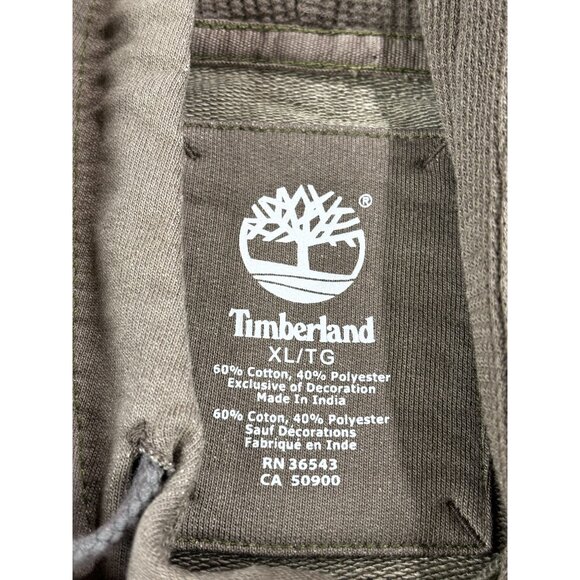 ®
Timberland
XL/TG
60% Cotton, 40% Polyester
Exclusive of Decoration
Made In India
60% Coton, 40% Polyester
Sauf Décorations
Fabriqué en Inde
RN 36543
CA 50900